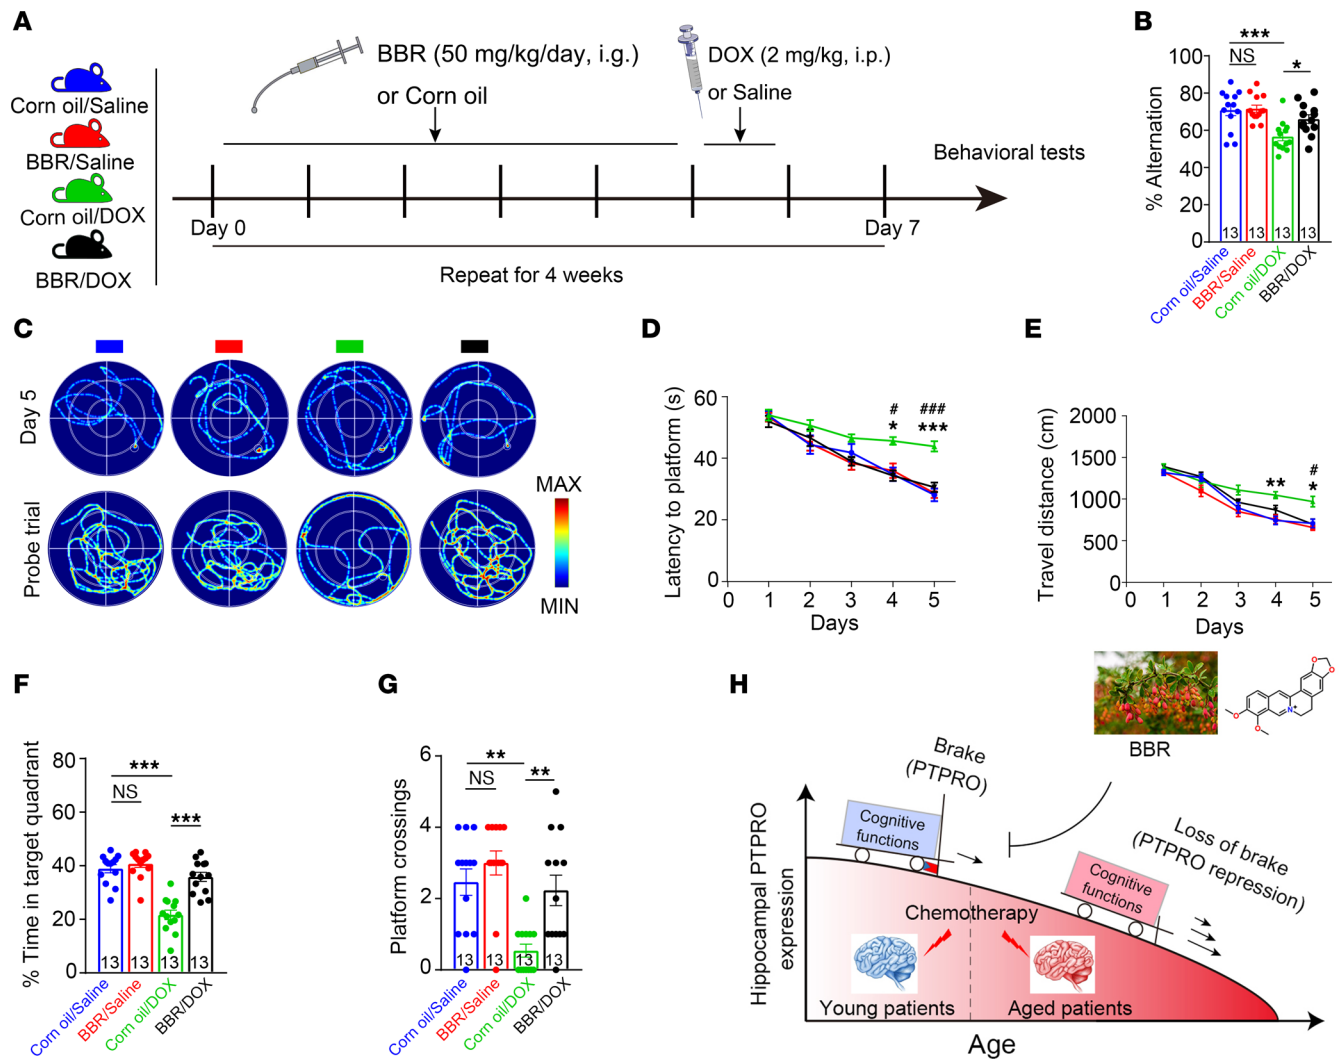 A
Corn oil/Saline
BBR/Saline
Corn oil/DOX
BBR/DOX
BBR (50 mg/kg/day, i.g.)
or Corn oil
DOX (2 mg/kg, i.p.)
or Saline
Behavioral tests
Day 0
Day 7
Repeat for 4 weeks
B
% Alternation
100
80
60
40
20
0
***
NS
*
13 13 13 13
Corn oil/Saline
BBR/Saline
Corn oil/DOX
BBR/DOX
C
Day 5
Probe trial
MAX
MIN
D
Latency to platform (s)
60
40
20
0
# ###
* ***
0 1 2 3 4 5
Days
E
Travel distance (cm)
2000
1500
1000
500
0
#
** *
0 1 2 3 4 5
Days
F
% Time in target quadrant
80
60
40
20
0
***
NS
***
13 13 13 13
Corn oil/Saline
BBR/Saline
Corn oil/DOX
BBR/DOX
G
Platform crossings
6
4
2
0
**
NS
**
13 13 13 13
Corn oil/Saline
BBR/Saline
Corn oil/DOX
BBR/DOX
H
O
O
N+
O
O
BBR
Brake
(PTPRO)
Cognitive
functions
Loss of brake
(PTPRO repression)
Cognitive
functions
Hippocampal PTPRO
expression
Chemotherapy
Young patients
Aged patients
Age